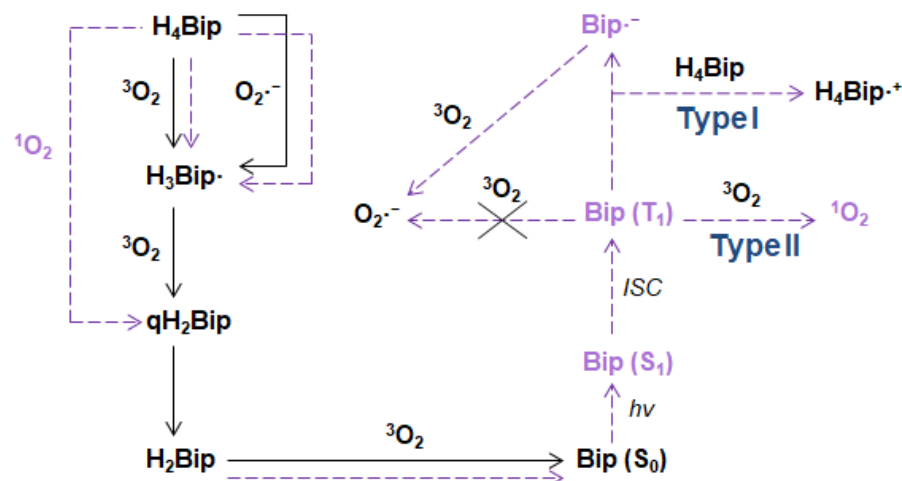 H₄Bip
Bip·⁻
³O₂
O₂·⁻
H₄Bip
H₄Bip·⁺
Type I
¹O₂
³O₂
H₃Bip·
O₂·⁻
³O₂
Bip (T₁)
³O₂
¹O₂
Type II
³O₂
ISC
qH₂Bip
Bip (S₁)
hv
³O₂
H₂Bip
Bip (S₀)